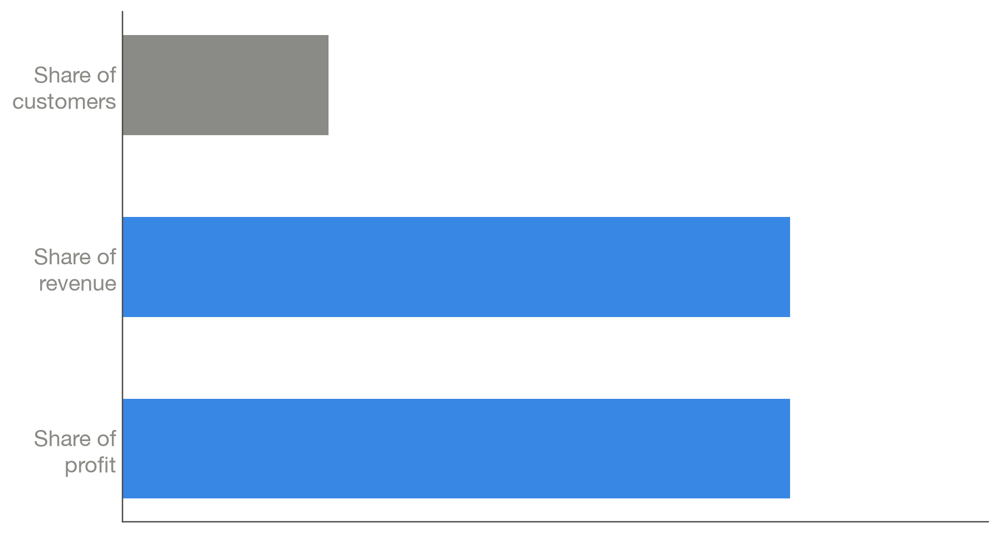 Share of
customers
Share of
revenue
Share of
profit